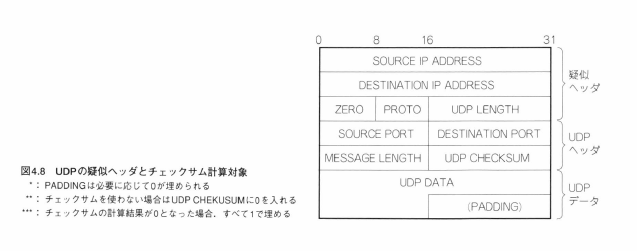 0 8 16 31
SOURCE IP ADDRESS
DESTINATION IP ADDRESS
ZERO PROTO UDP LENGTH
疑似
ヘッダ
SOURCE PORT DESTINATION PORT
MESSAGE LENGTH UDP CHECKSUM
UDP
ヘッダ
UDP DATA
(PADDING)
UDP
データ
図4.8 UDPの疑似ヘッダとチェックサム計算対象
*： PADDINGは必要に応じて0が埋められる
**： チェックサムを使わない場合はUDP CHEKUSUMに0を入れる
***： チェックサムの計算結果が0となった場合，すべて1で埋める